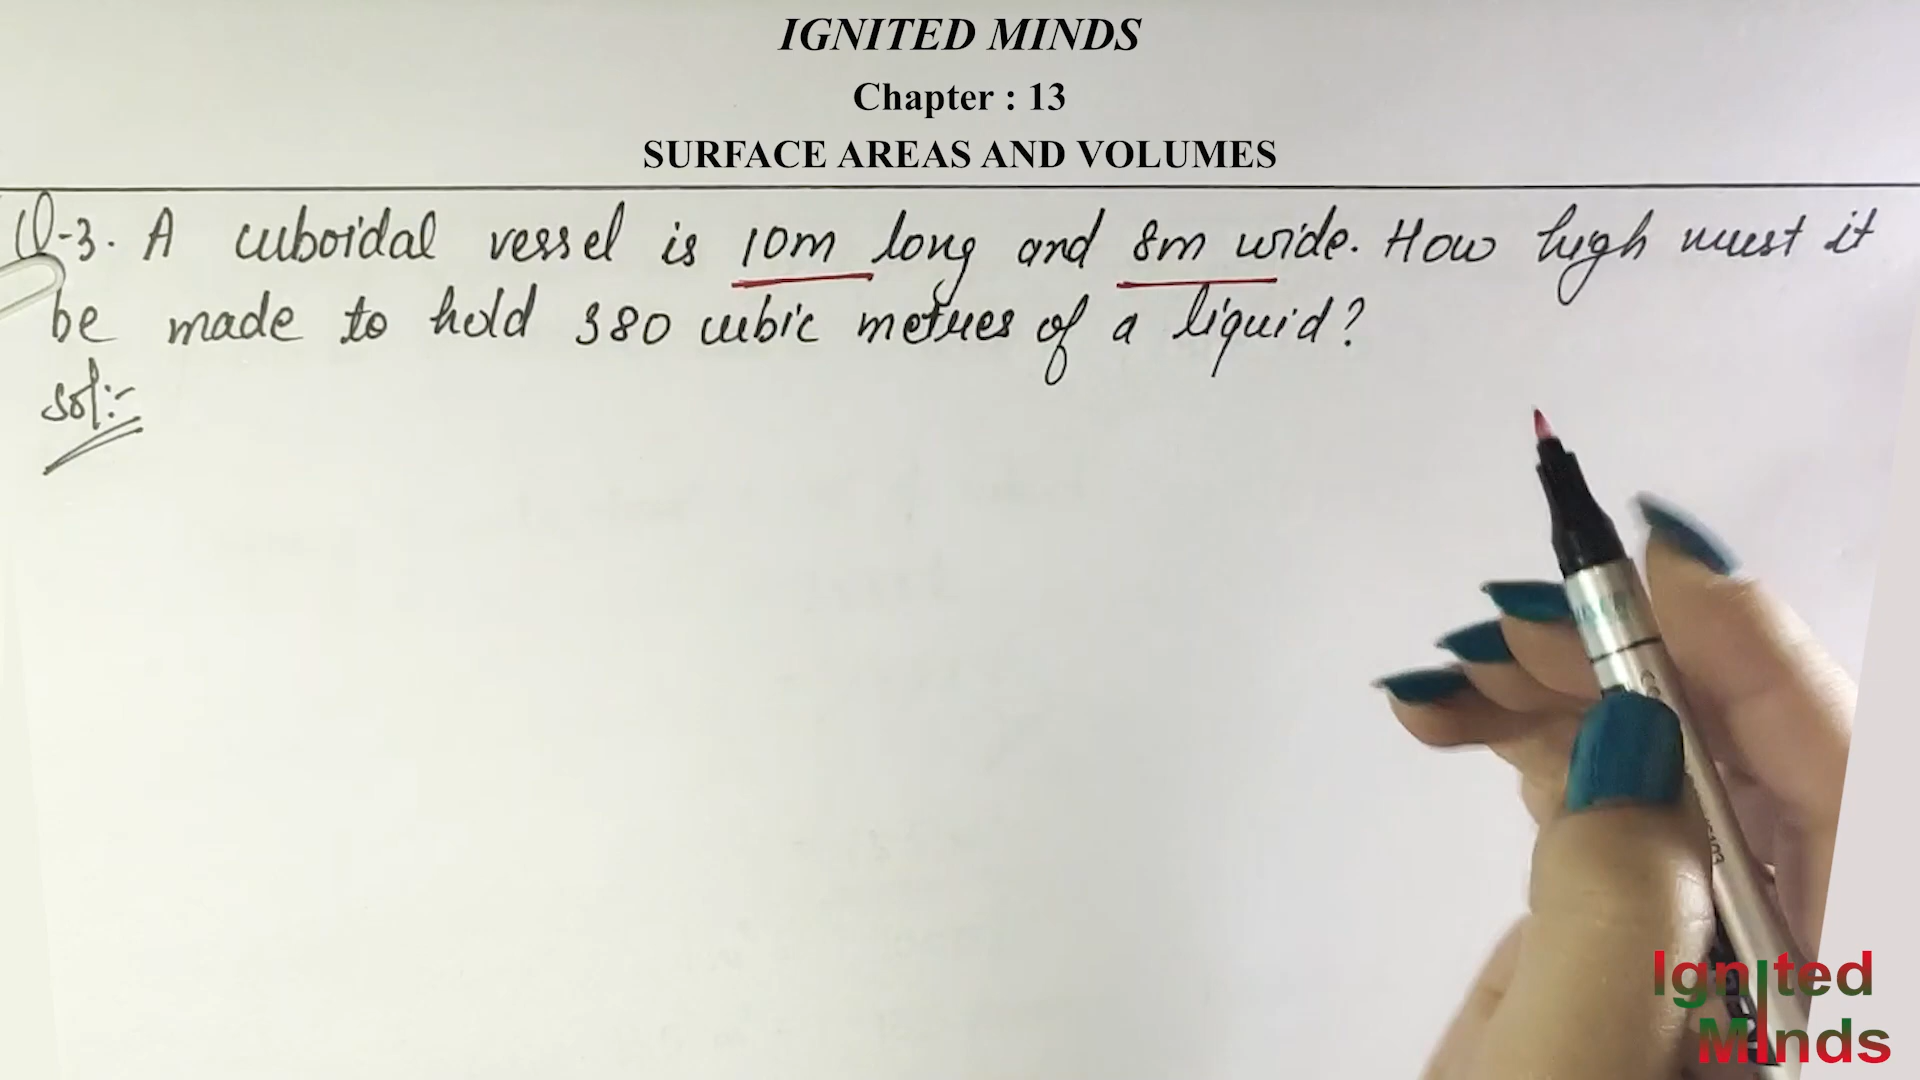 IGNITED MINDS
Chapter : 13
SURFACE AREAS AND VOLUMES
Q-3. A cuboidal vessel is 10m long and 8m wide. How high must it
be made to hold 380 cubic metres of a liquid?
Sol:-
Ignited
Minds